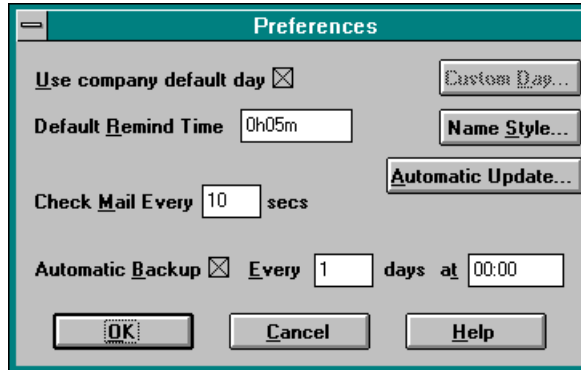 Preferences
Use company default day
Custom Day...
Default Remind Time 0h05m
Name Style...
Automatic Update...
Check Mail Every 10 secs
Automatic Backup Every 1 days at 00:00
OK Cancel Help